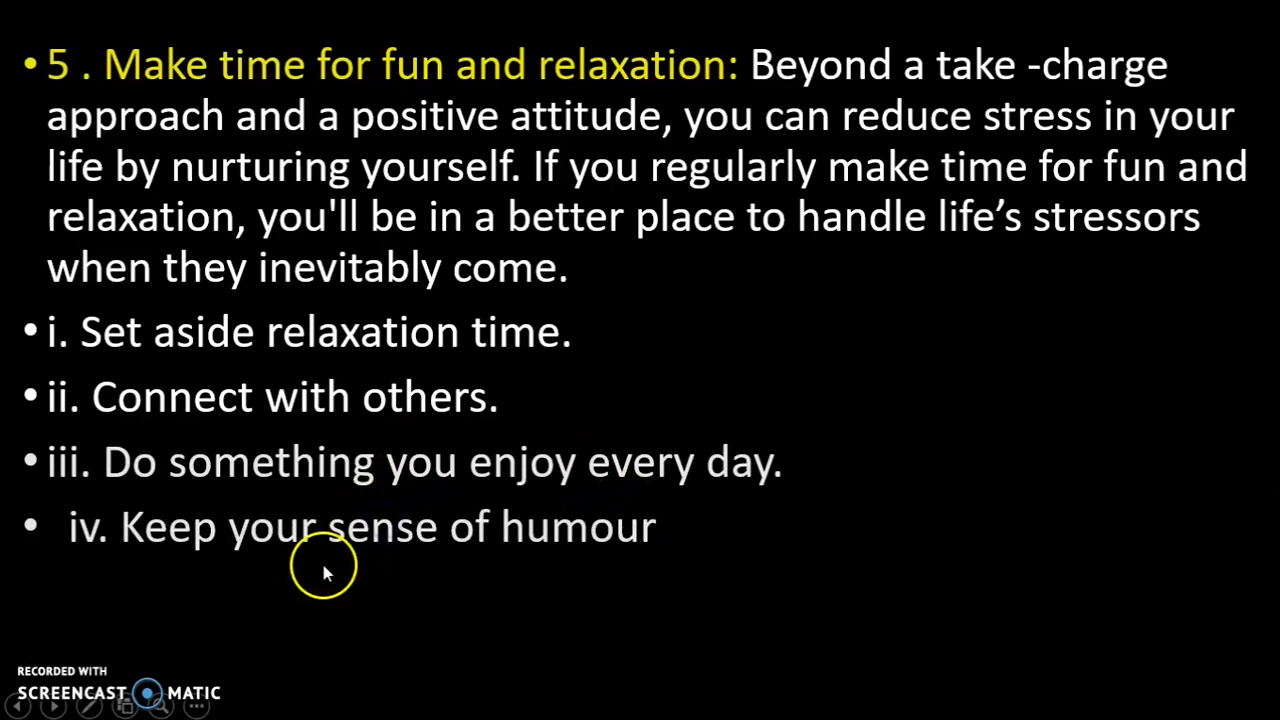 • 5 . Make time for fun and relaxation: Beyond a take -charge
approach and a positive attitude, you can reduce stress in your
life by nurturing yourself. If you regularly make time for fun and
relaxation, you'll be in a better place to handle life’s stressors
when they inevitably come.
• i. Set aside relaxation time.
• ii. Connect with others.
• iii. Do something you enjoy every day.
• iv. Keep your sense of humour
RECORDED WITH
SCREENCAST MATIC